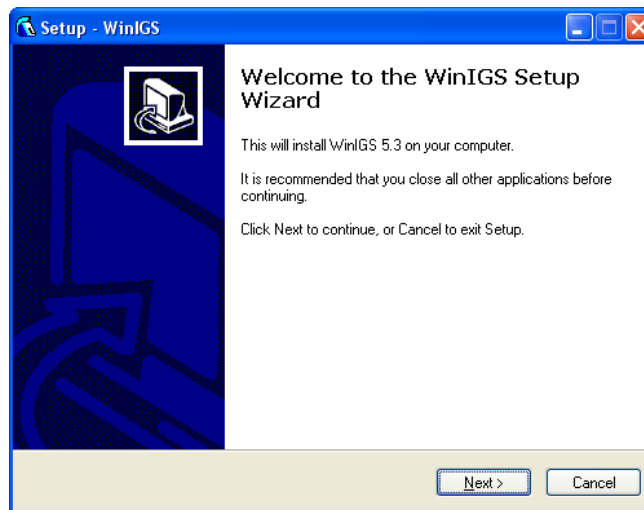 Setup - WinIGS
Welcome to the WinIGS Setup
Wizard
This will install WinIGS 5.3 on your computer.
It is recommended that you close all other applications before
continuing.
Click Next to continue, or Cancel to exit Setup.
Next >
Cancel